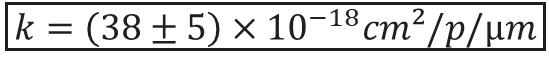 k = (38 ± 5) × 10⁻¹⁸ cm²/p/μm